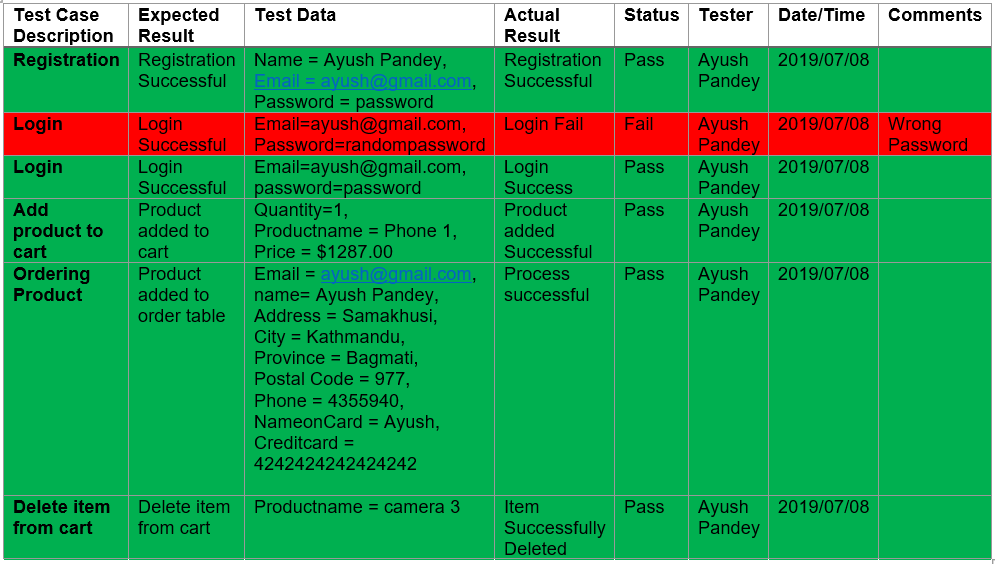 Test Case Description | Expected Result | Test Data | Actual Result | Status | Tester | Date/Time | Comments
Registration | Registration Successful | Name = Ayush Pandey, Email = ayush@gmail.com, Password = password | Registration Successful | Pass | Ayush Pandey | 2019/07/08 |
Login | Login Successful | Email=ayush@gmail.com, Password=randompassword | Login Fail | Fail | Ayush Pandey | 2019/07/08 | Wrong Password
Login | Login Successful | Email=ayush@gmail.com, password=password | Login Success | Pass | Ayush Pandey | 2019/07/08 |
Add product to cart | Product added to cart | Quantity=1, Productname = Phone 1, Price = $1287.00 | Product added Successful | Pass | Ayush Pandey | 2019/07/08 |
Ordering Product | Product added to order table | Email = ayush@gmail.com, name= Ayush Pandey, Address = Samakhusi, City = Kathmandu, Province = Bagmati, Postal Code = 977, Phone = 4355940, NameonCard = Ayush, Creditcard = 4242424242424242 | Process successful | Pass | Ayush Pandey | 2019/07/08 |
Delete item from cart | Delete item from cart | Productname = camera 3 | Item Successfully Deleted | Pass | Ayush Pandey | 2019/07/08 |